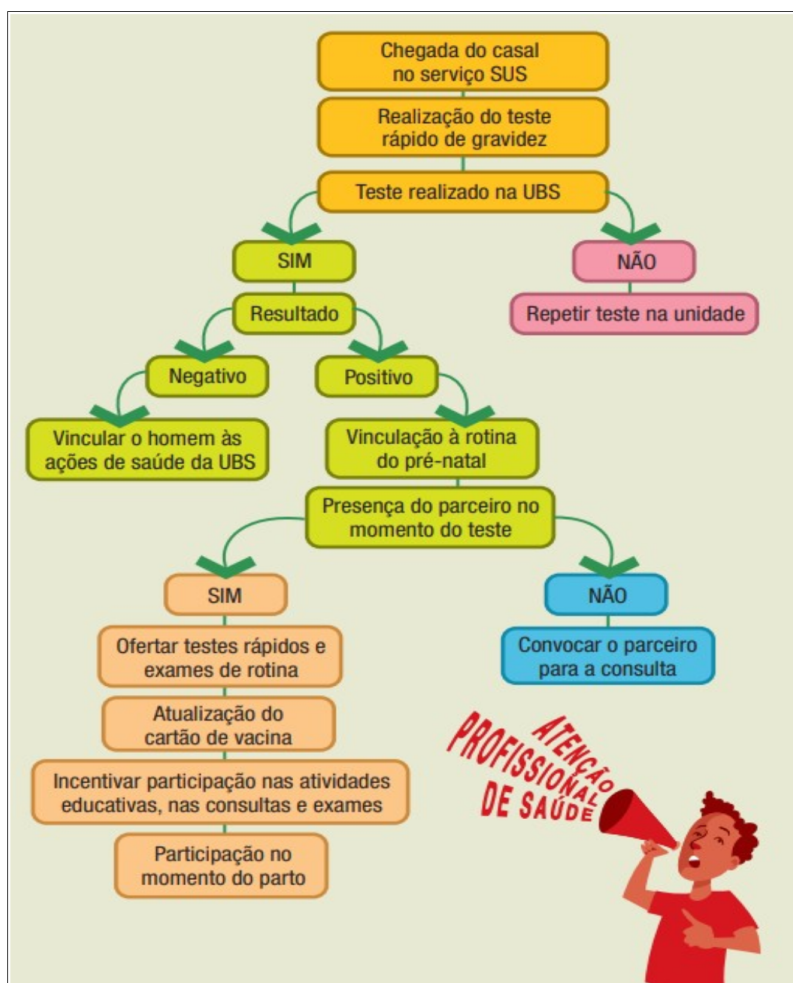 Chegada do casal
no serviço SUS
Realização do teste
rápido de gravidez
Teste realizado na UBS
SIM
NÃO
Resultado
Repetir teste na unidade
Negativo
Positivo
Vincular o homem às
ações de saúde da UBS
Vinculação à rotina
do pré-natal
Presença do parceiro no
momento do teste
SIM
NÃO
Ofertar testes rápidos e
exames de rotina
Convocar o parceiro
para a consulta
Atualização do
cartão de vacina
Incentivar participação nas atividades
educativas, nas consultas e exames
Participação no
momento do parto
ATENÇÃO
PROFISSIONAL
DE SAÚDE